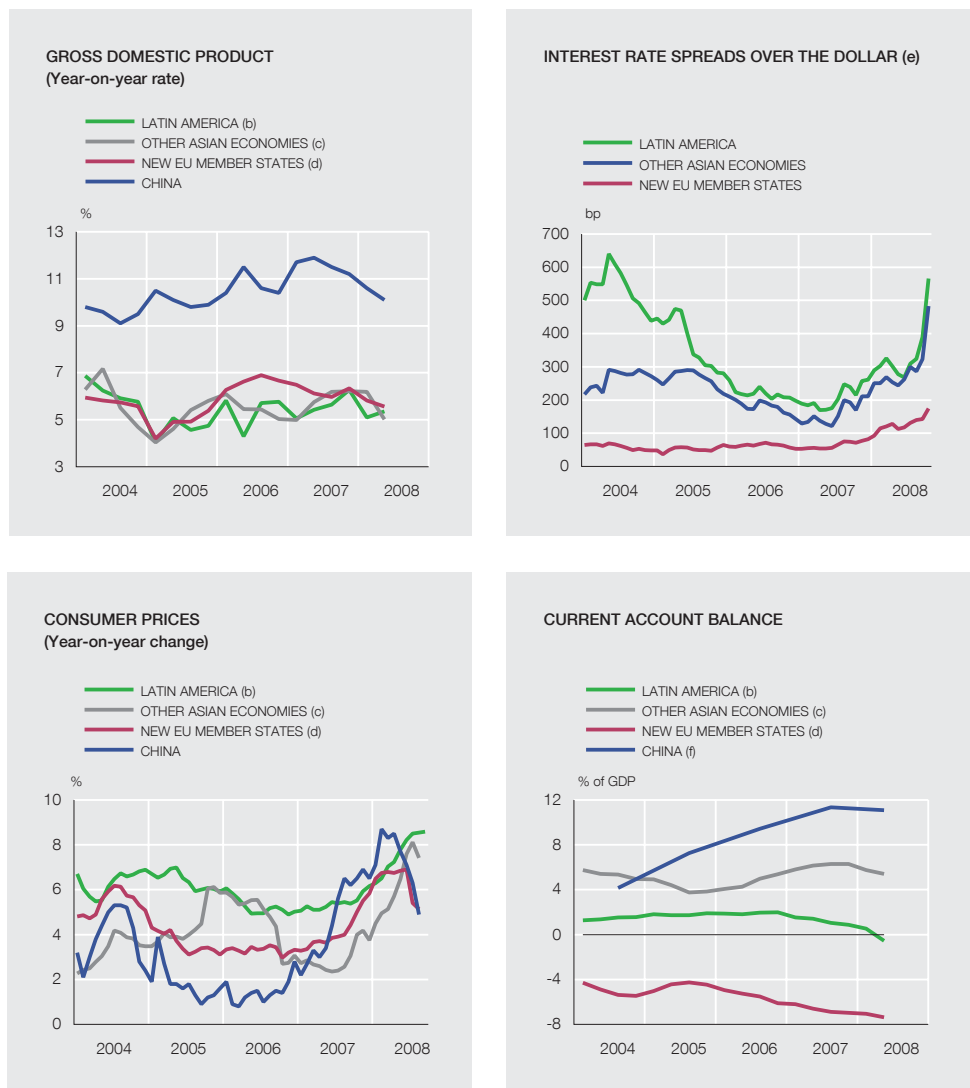 GROSS DOMESTIC PRODUCT
(Year-on-year rate)
LATIN AMERICA (b)
OTHER ASIAN ECONOMIES (c)
NEW EU MEMBER STATES (d)
CHINA
%
13
11
9
7
5
3
2004 2005 2006 2007 2008
INTEREST RATE SPREADS OVER THE DOLLAR (e)
LATIN AMERICA
OTHER ASIAN ECONOMIES
NEW EU MEMBER STATES
bp
700
600
500
400
300
200
100
0
2004 2005 2006 2007 2008
CONSUMER PRICES
(Year-on-year change)
LATIN AMERICA (b)
OTHER ASIAN ECONOMIES (c)
NEW EU MEMBER STATES (d)
CHINA
%
10
8
6
4
2
0
2004 2005 2006 2007 2008
CURRENT ACCOUNT BALANCE
LATIN AMERICA (b)
OTHER ASIAN ECONOMIES (c)
NEW EU MEMBER STATES (d)
CHINA (f)
% of GDP
12
8
4
0
-4
-8
2004 2005 2006 2007 2008